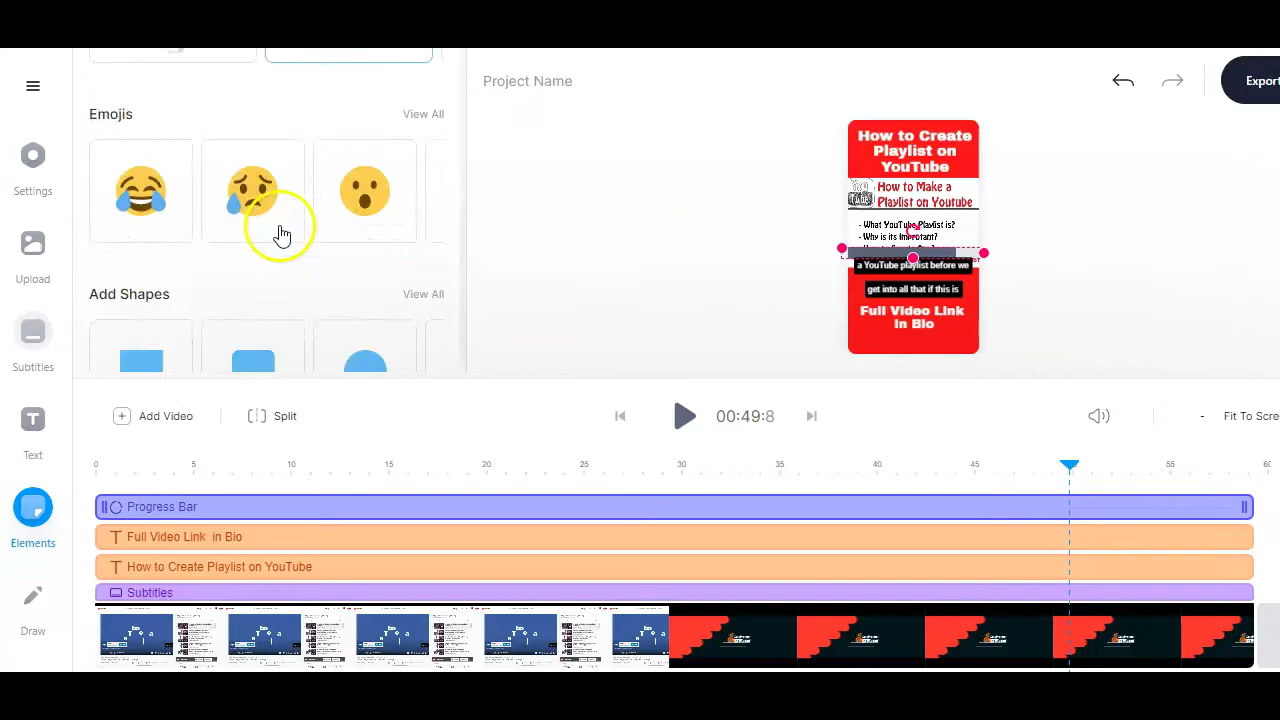 Project Name
Export
Settings
Upload
Subtitles
Text
Elements
Draw
Emojis
View All
Add Shapes
View All
How to Create
Playlist on
YouTube
How to Make a
Playlist on Youtube
- What YouTube Playlist is?
- Why is its Important?
a YouTube playlist before we
get into all that if this is
Full Video Link
in Bio
Add Video
Split
00:49:8
-
Fit To Scre
0
5
10
15
20
25
30
35
40
45
55
60
Progress Bar
Full Video Link in Bio
How to Create Playlist on YouTube
Subtitles